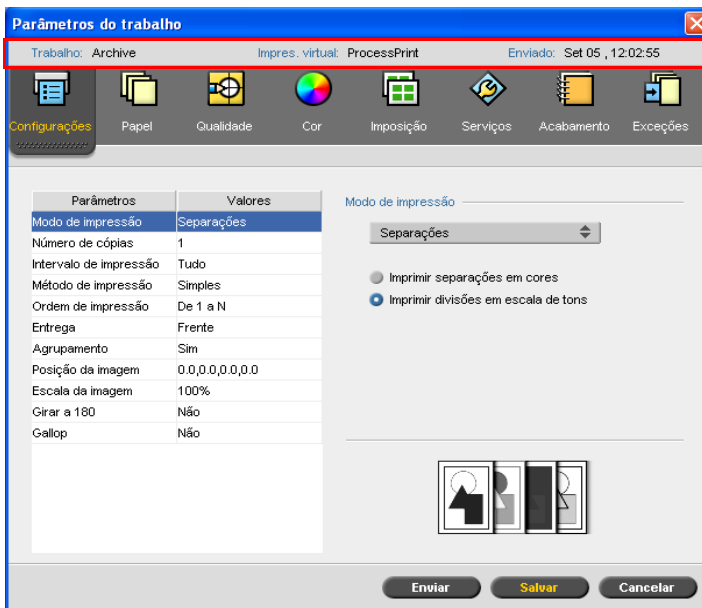 Parâmetros do trabalho
Trabalho: Archive Impres. virtual: ProcessPrint Enviado: Set 05 , 12:02:55
Configurações Papel Qualidade Cor Imposição Serviços Acabamento Exceções
Parâmetros Valores Modo de impressão
Modo de impressão Separações
Separações
Número de cópias 1
Intervalo de impressão Tudo
Imprimir separações em cores
Método de impressão Simples
Imprimir divisões em escala de tons
Ordem de impressão De 1 a N
Entrega Frente
Agrupamento Sim
Posição da imagem 0.0,0.0,0.0,0.0
Escala da imagem 100%
Girar a 180 Não
Gallop Não
Enviar Salvar Cancelar